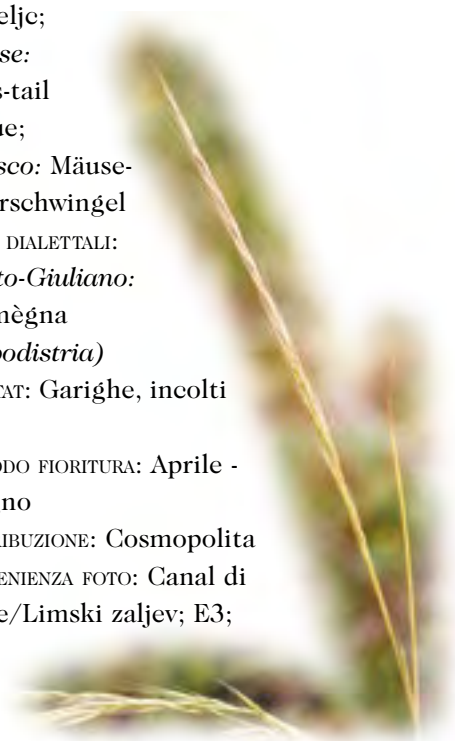 eljc;
se:
s-tail
ue;
sco: Mäuse-
rschwingel
DIALETTALI:
to-Giuliano:
nègna
podistria)
TAT: Garighe, incolti
ODO FIORITURA: Aprile -
no
RIBUZIONE: Cosmopolita
ENIENZA FOTO: Canal di
e/Limski zaljev; E3;